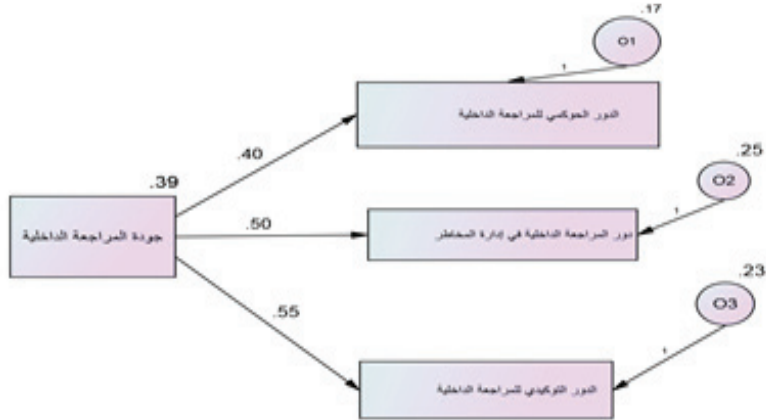 .17
O1
1
الدور الحوكمي للمراجعة الداخلية
.40
.25
O2
1
.39
.50
دور المراجعة الداخلية في إدارة المخاطر
جودة المراجعة الداخلية
.23
O3
1
.55
الدور التوكيدي للمراجعة الداخلية